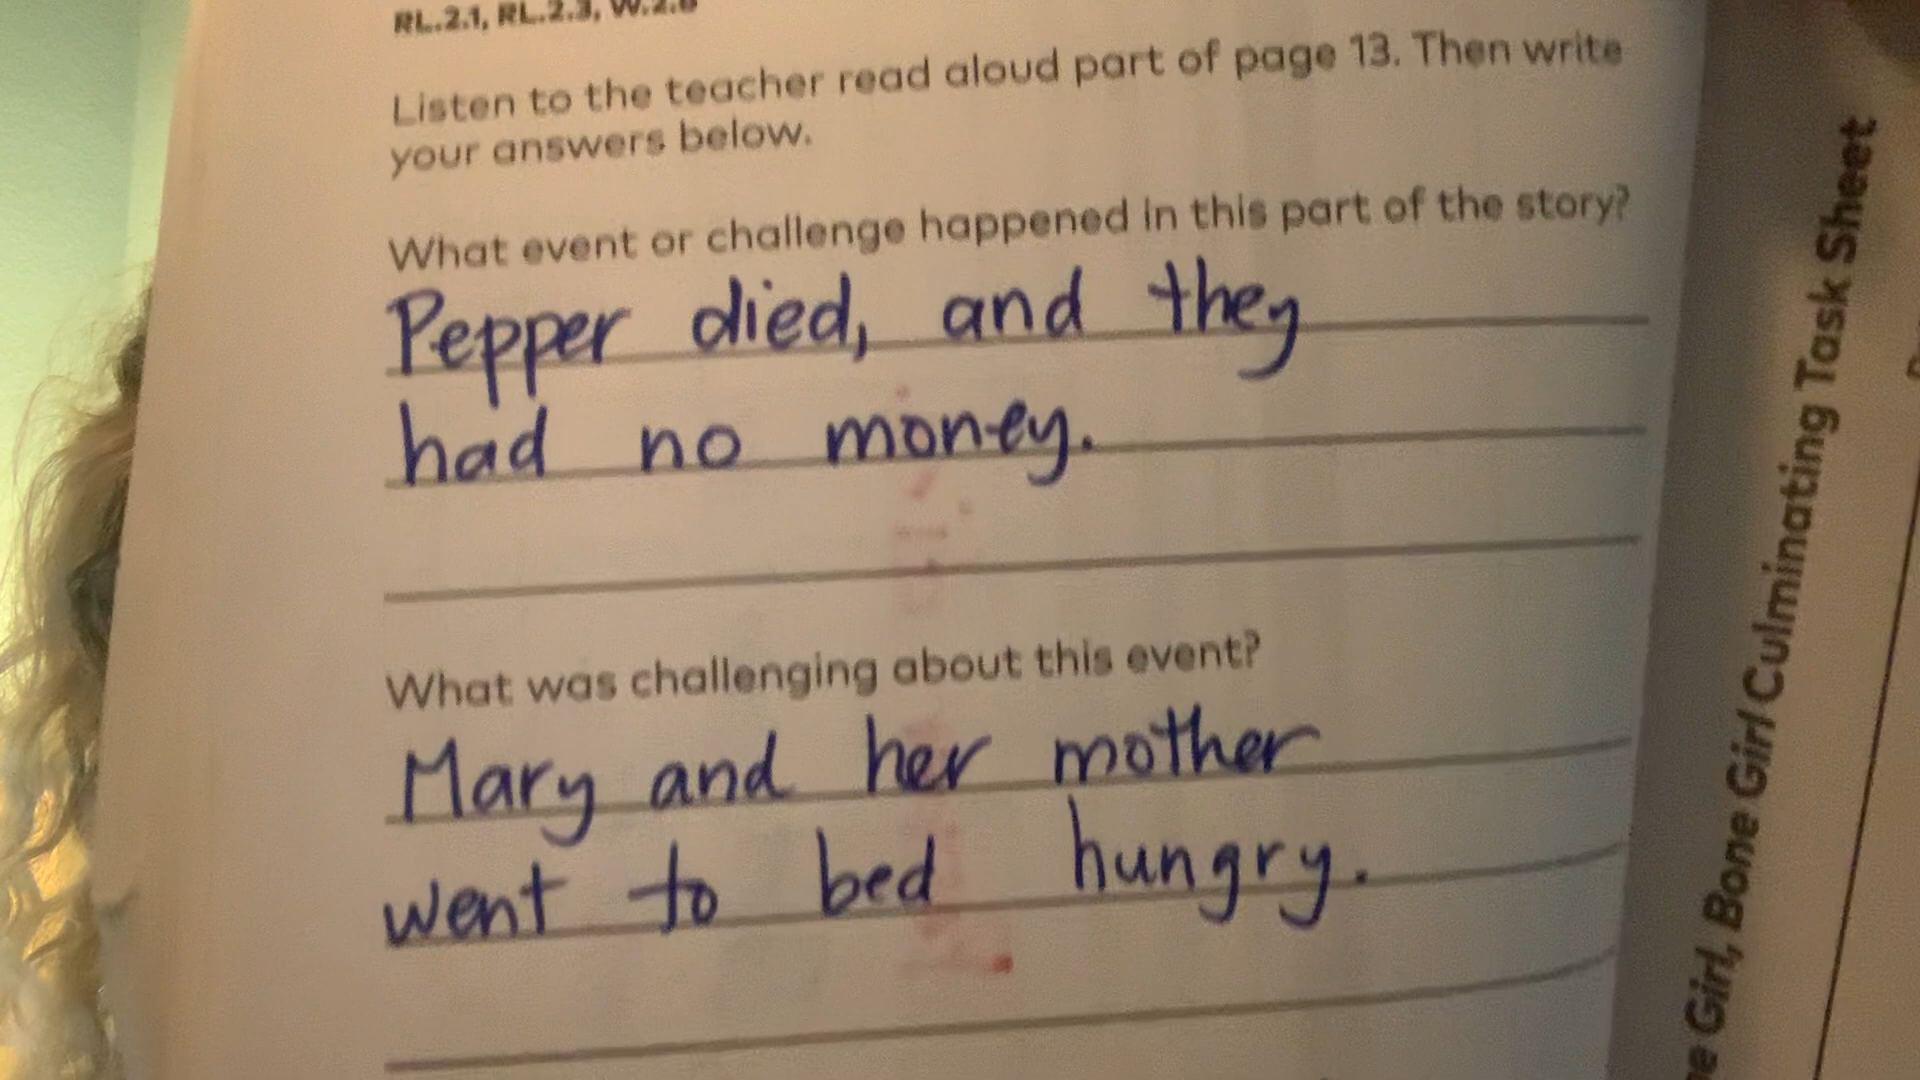 RL.2.1, RL.2.3, W.2.8
Listen to the teacher read aloud part of page 13. Then write
your answers below.
What event or challenge happened in this part of the story?
Pepper died, and they
had no money.
What was challenging about this event?
Mary and her mother
went to bed hungry.
Girl, Bone Girl Culminating Task Sheet